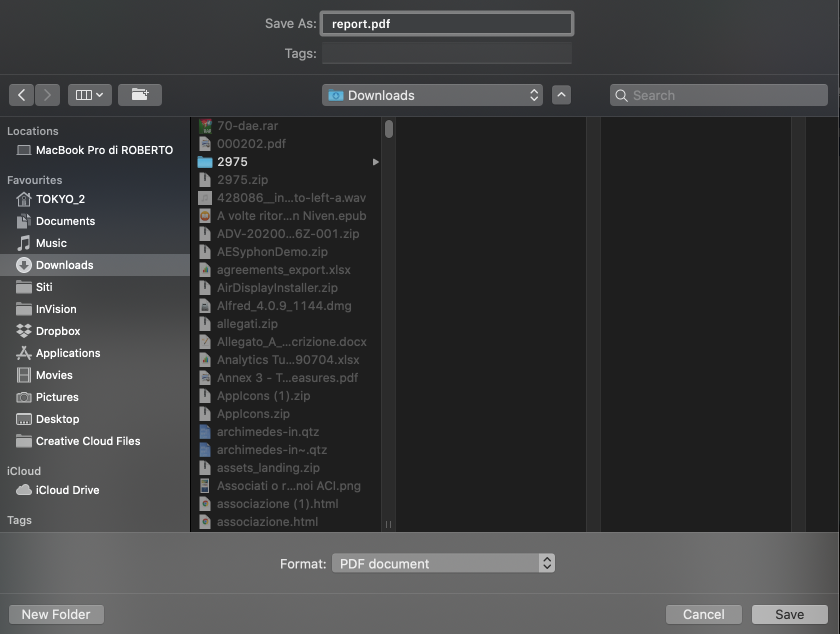 Save As: report.pdf
Tags:
Downloads
Search
Locations
MacBook Pro di ROBERTO
Favourites
TOKYO_2
Documents
Music
Downloads
Siti
InVision
Dropbox
Applications
Movies
Pictures
Desktop
Creative Cloud Files
iCloud
iCloud Drive
Tags
70-dae.rar
000202.pdf
2975
2975.zip
428086__in...to-left-a.wav
A volte ritor...n Niven.epub
ADV-20200...6Z-001.zip
AESyphonDemo.zip
agreements_export.xlsx
AirDisplayInstaller.zip
Alfred_4.0.9_1144.dmg
allegati.zip
Allegato_A_...crizione.docx
Analytics Tu...90704.xlsx
Annex 3 - T...easures.pdf
AppIcons (1).zip
AppIcons.zip
archimedes-in.qtz
archimedes-in~.qtz
assets_landing.zip
Associati o r...noi ACI.png
associazione (1).html
associazione.html
Format: PDF document
New Folder
Cancel
Save